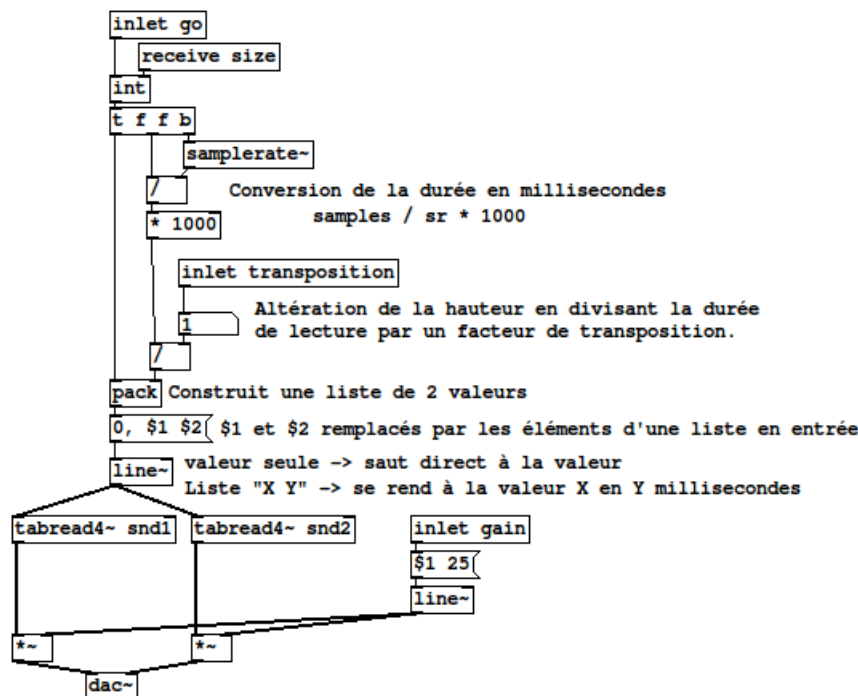 inlet go
receive size
int
t f f b
samplerate~
/
Conversion de la durée en millisecondes
samples / sr * 1000
* 1000
inlet transposition
Altération de la hauteur en divisant la durée
de lecture par un facteur de transposition.
1
/
pack
Construit une liste de 2 valeurs
0, $1 $2
$1 et $2 remplacés par les éléments d'une liste en entrée
line~
valeur seule -> saut direct à la valeur
Liste "X Y" -> se rend à la valeur X en Y millisecondes
tabread4~ snd1
tabread4~ snd2
inlet gain
$1 25
line~
*~
*~
dac~